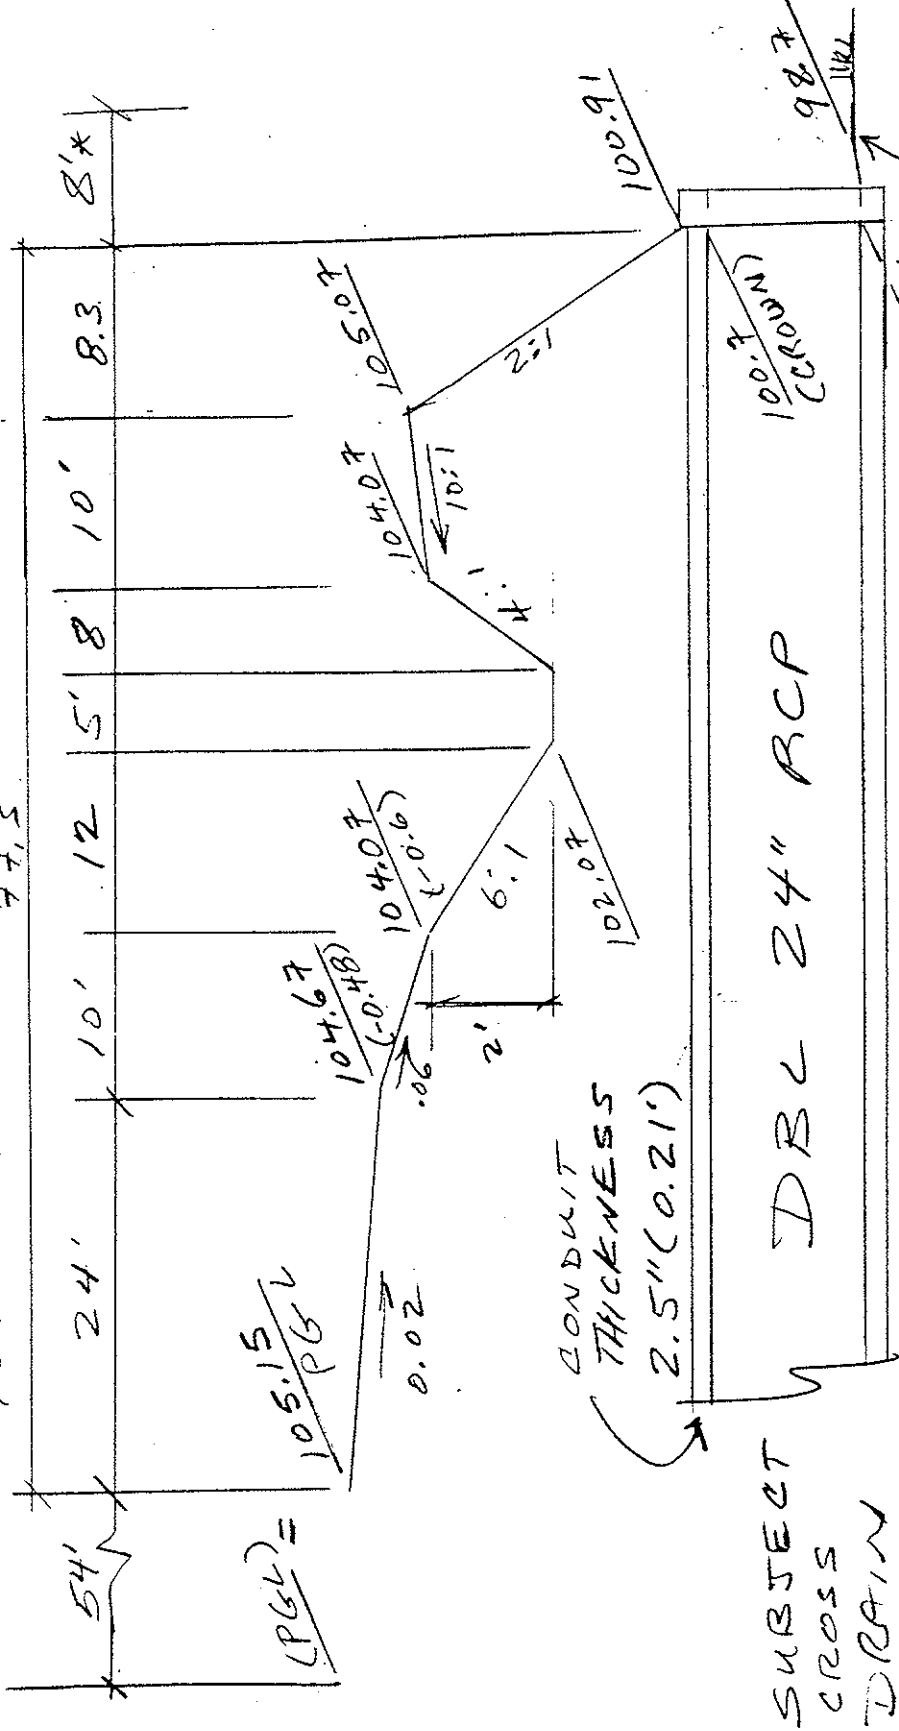 77.5
54' 24' 10' 12 5' 8 10' 8.3 8'*
(PGL) =
105.15
PGL
0.02
104.67
(-0.48)
.06
104.07
(-0.6)
6:1
2'
102.07
4:1
104.07
10:1
105.07
2:1
100.91
100.7
(CROWN)
98.7
CONDUIT
THICKNESS
2.5"(0.21')
DBL 24" RCP
SUBJECT
CROSS
DRAIN